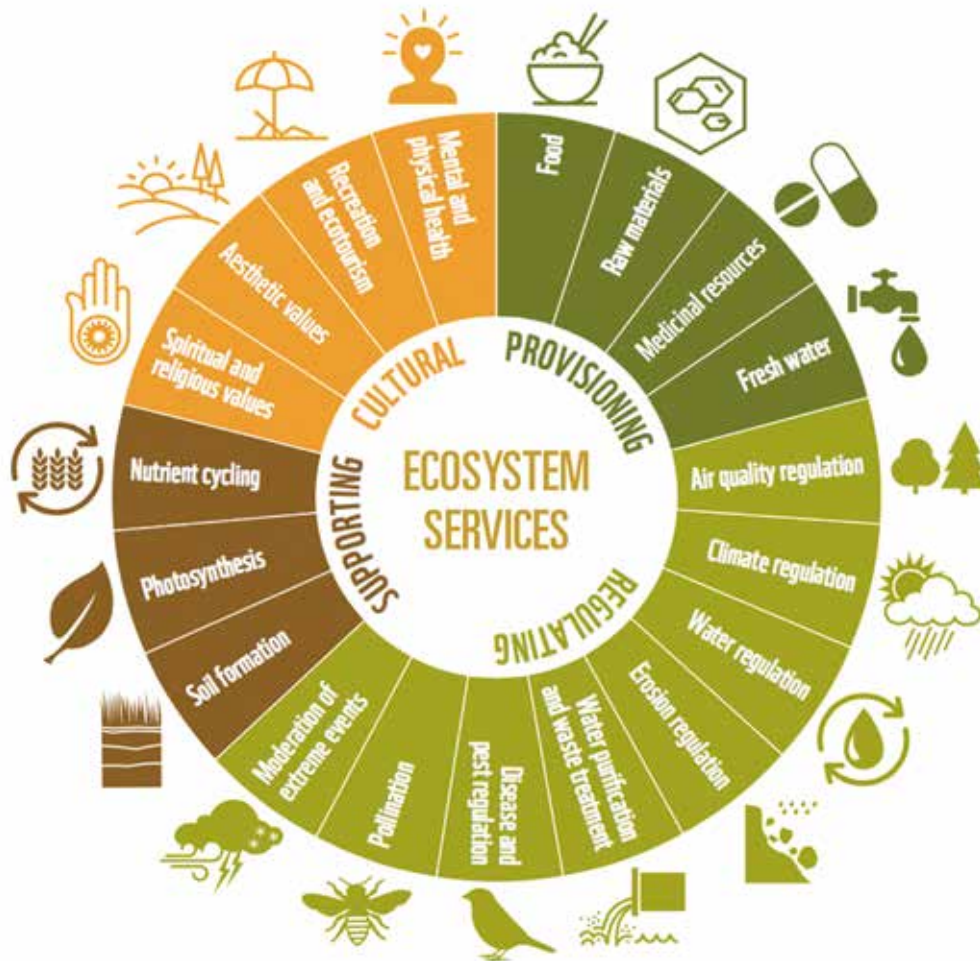 ECOSYSTEM
SERVICES
PROVISIONING
Food
Raw materials
Medicinal resources
Fresh water
REGULATING
Air quality regulation
Climate regulation
Water regulation
Erosion regulation
Water purification
and waste treatment
Disease and
pest regulation
Pollination
Moderation of
extreme events
SUPPORTING
Soil formation
Photosynthesis
Nutrient cycling
CULTURAL
Spiritual and
religious values
Aesthetic values
Recreation
and ecotourism
Mental and
physical health